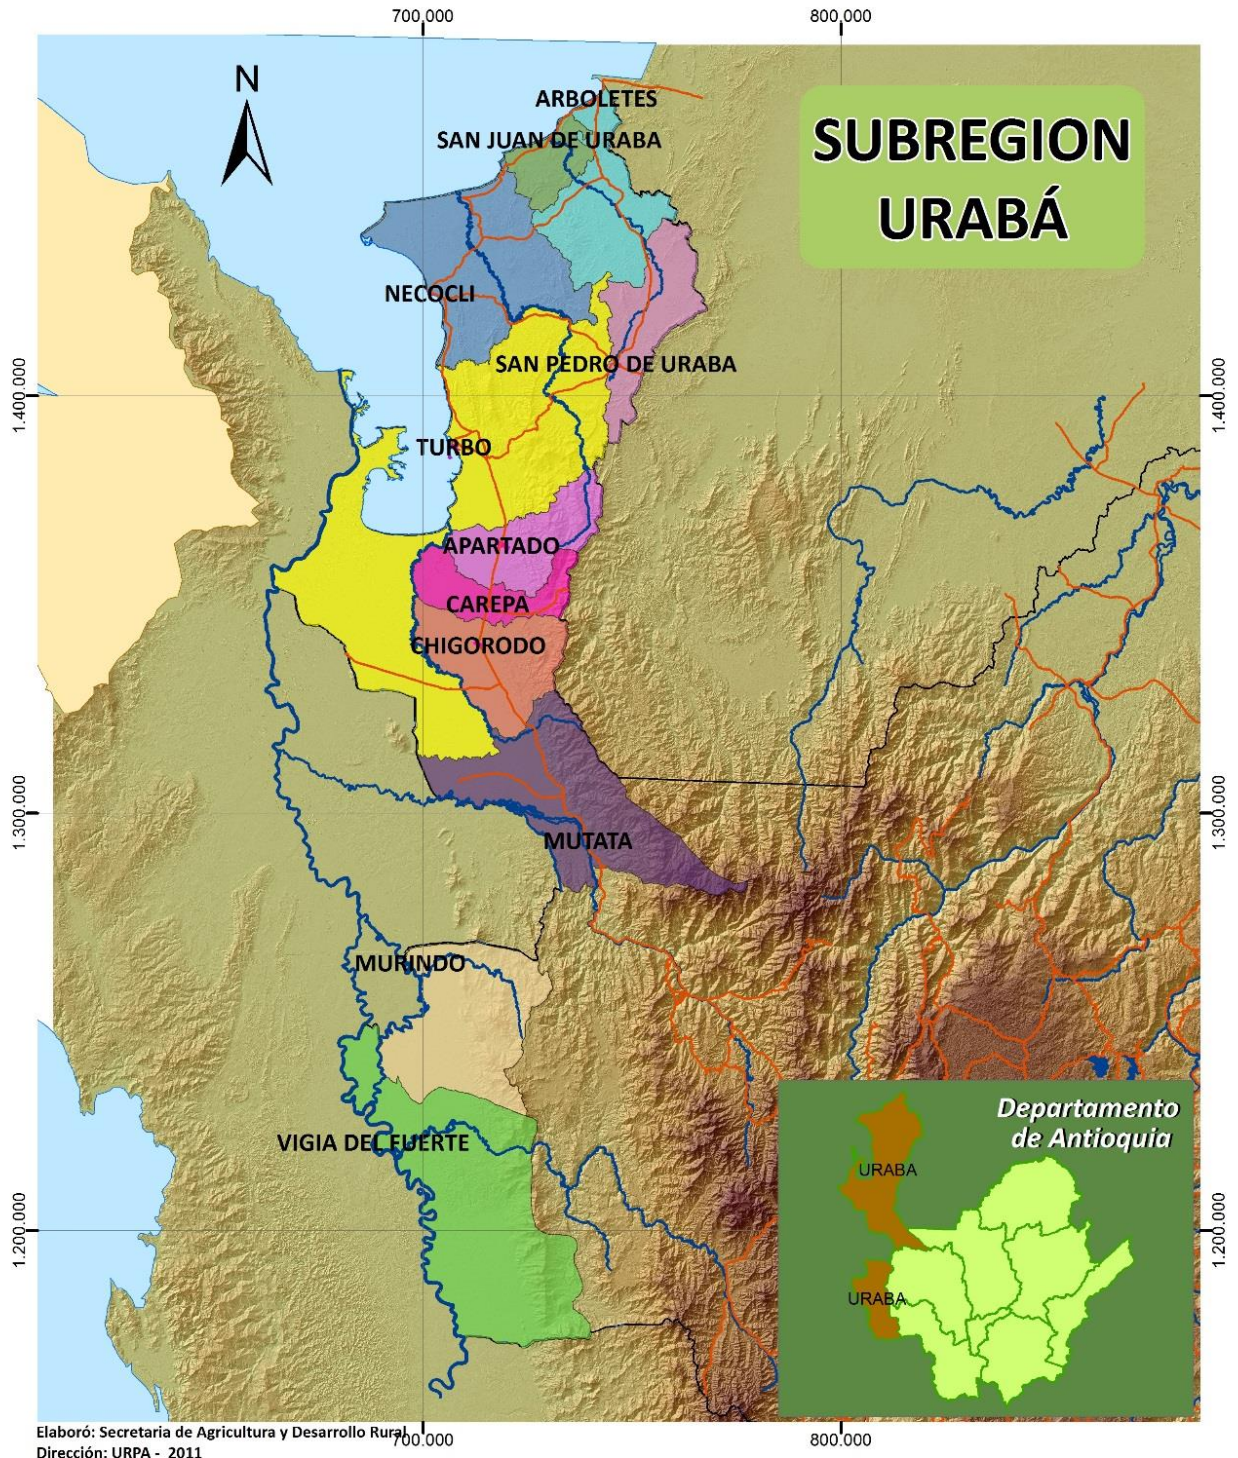 700.000
800.000
N
ARBOLETES
SAN JUAN DE URABA
SUBREGION
URABÁ
NECOCLI
SAN PEDRO DE URABA
1.400.000
1.400.000
TURBO
APARTADO
CAREPA
CHIGORODO
1.300.000
1.300.000
MUTATA
MURINDO
VIGIA DEL FUERTE
Departamento
de Antioquia
URABA
URABA
1.200.000
1.200.000
Elaboró: Secretaria de Agricultura y Desarrollo Rural
700.000
800.000
Dirección: URPA - 2011